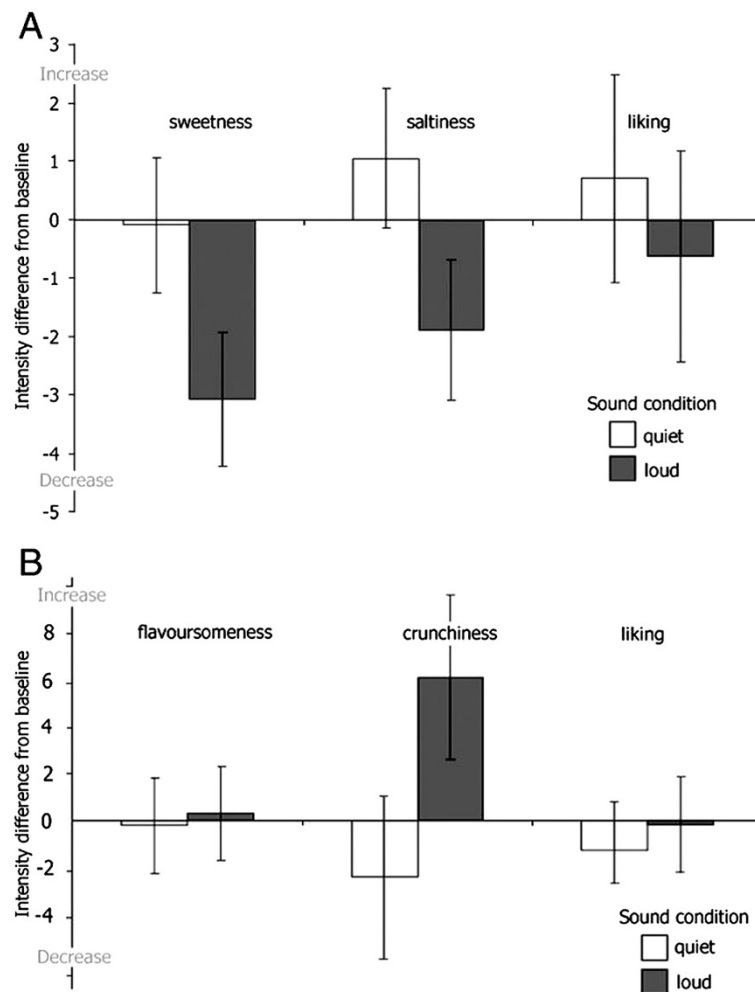 A
3
Increase
2
sweetness
saltiness
liking
1
0
-1
-2
-3
-4
Decrease
-5
Intensity difference from baseline
Sound condition
quiet
loud
B
Increase
flavoursomeness
crunchiness
liking
8
6
4
2
0
-2
-4
Decrease
Intensity difference from baseline
Sound condition
quiet
loud